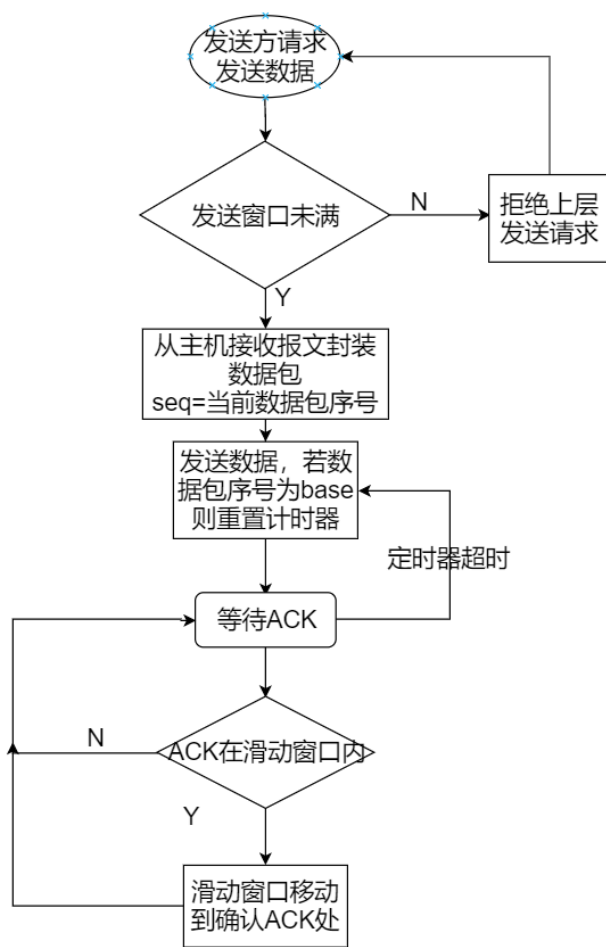 发送方请求
发送数据
发送窗口未满
N
拒绝上层
发送请求
Y
从主机接收报文封装
数据包
seq=当前数据包序号
发送数据，若数
据包序号为base
则重置计时器
定时器超时
等待ACK
N
ACK在滑动窗口内
Y
滑动窗口移动
到确认ACK处